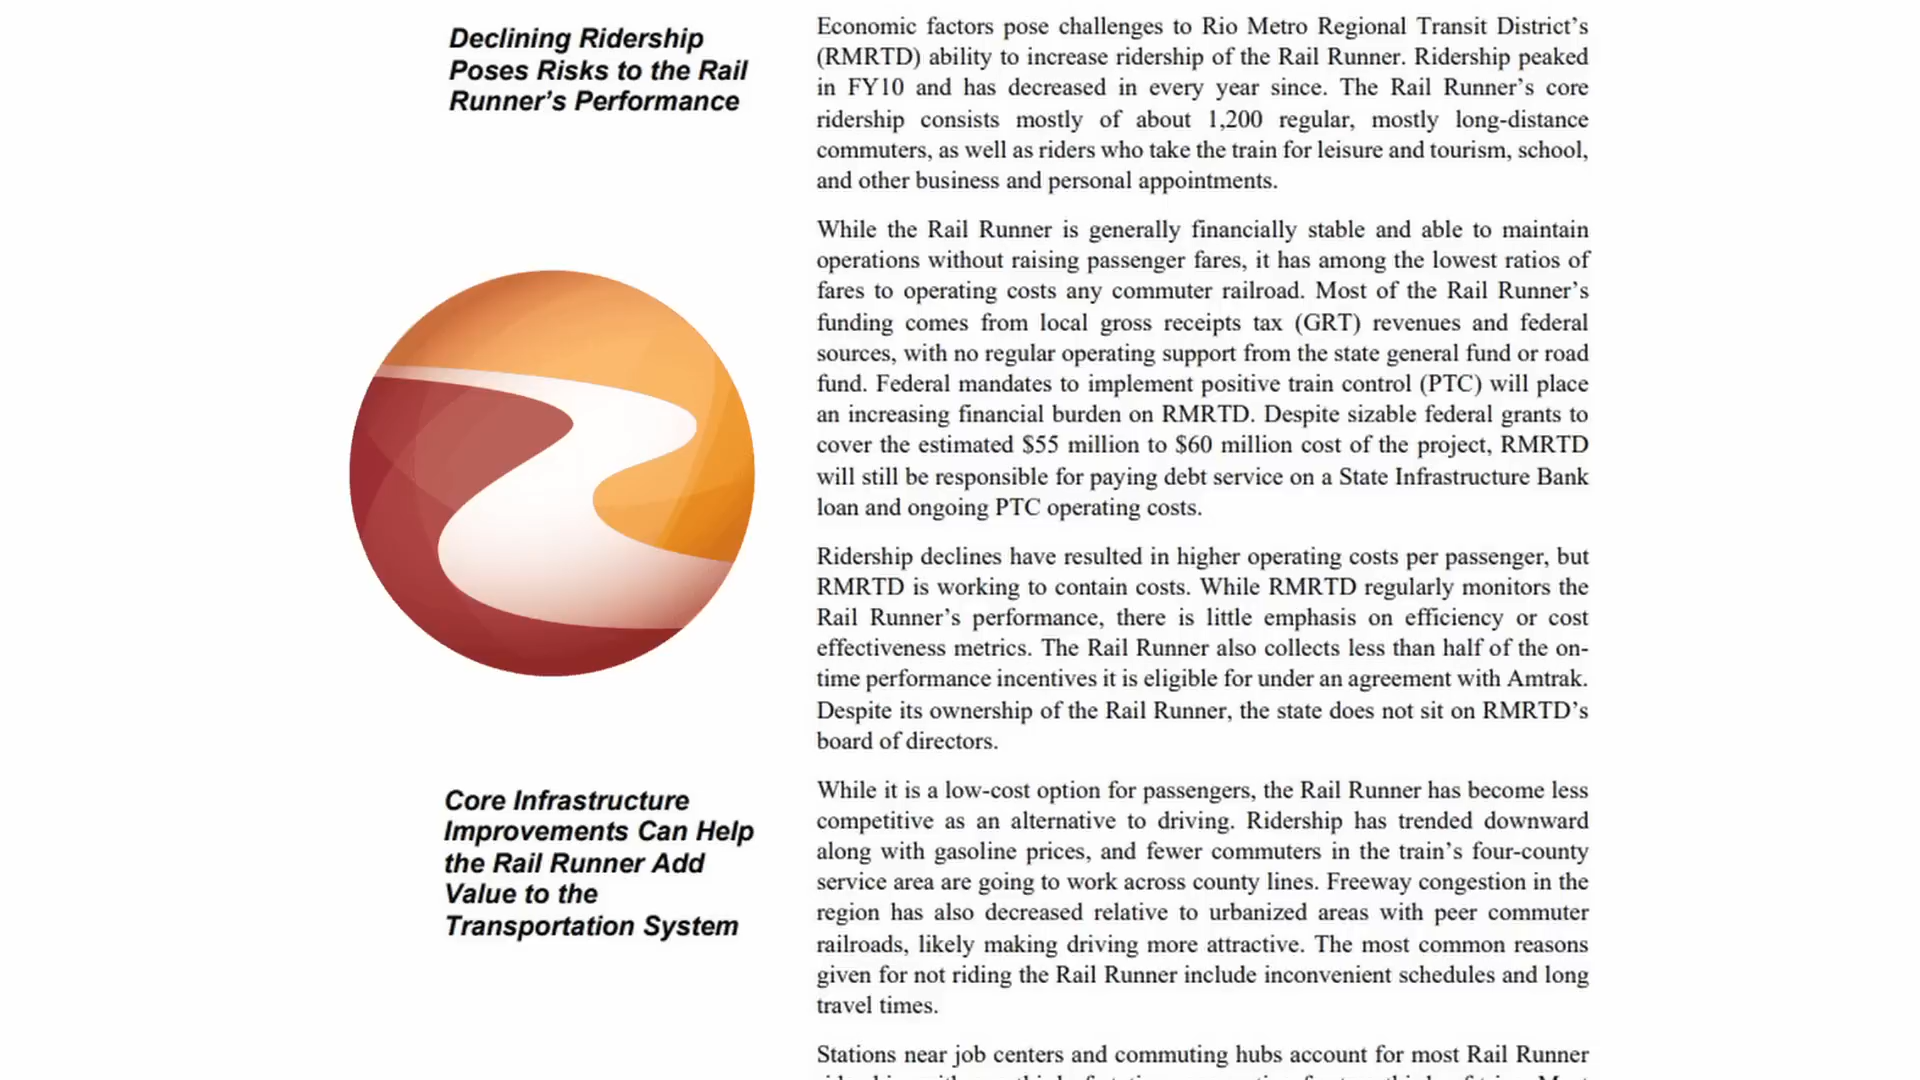 Declining Ridership
Poses Risks to the Rail
Runner's Performance
Economic factors pose challenges to Rio Metro Regional Transit District's
(RMRTD) ability to increase ridership of the Rail Runner. Ridership peaked
in FY10 and has decreased in every year since. The Rail Runner's core
ridership consists mostly of about 1,200 regular, mostly long-distance
commuters, as well as riders who take the train for leisure and tourism, school,
and other business and personal appointments.
While the Rail Runner is generally financially stable and able to maintain
operations without raising passenger fares, it has among the lowest ratios of
fares to operating costs any commuter railroad. Most of the Rail Runner's
funding comes from local gross receipts tax (GRT) revenues and federal
sources, with no regular operating support from the state general fund or road
fund. Federal mandates to implement positive train control (PTC) will place
an increasing financial burden on RMRTD. Despite sizable federal grants to
cover the estimated $55 million to $60 million cost of the project, RMRTD
will still be responsible for paying debt service on a State Infrastructure Bank
loan and ongoing PTC operating costs.
Ridership declines have resulted in higher operating costs per passenger, but
RMRTD is working to contain costs. While RMRTD regularly monitors the
Rail Runner's performance, there is little emphasis on efficiency or cost
effectiveness metrics. The Rail Runner also collects less than half of the on-
time performance incentives it is eligible for under an agreement with Amtrak.
Despite its ownership of the Rail Runner, the state does not sit on RMRTD's
board of directors.
Core Infrastructure
Improvements Can Help
the Rail Runner Add
Value to the
Transportation System
While it is a low-cost option for passengers, the Rail Runner has become less
competitive as an alternative to driving. Ridership has trended downward
along with gasoline prices, and fewer commuters in the train's four-county
service area are going to work across county lines. Freeway congestion in the
region has also decreased relative to urbanized areas with peer commuter
railroads, likely making driving more attractive. The most common reasons
given for not riding the Rail Runner include inconvenient schedules and long
travel times.
Stations near job centers and commuting hubs account for most Rail Runner